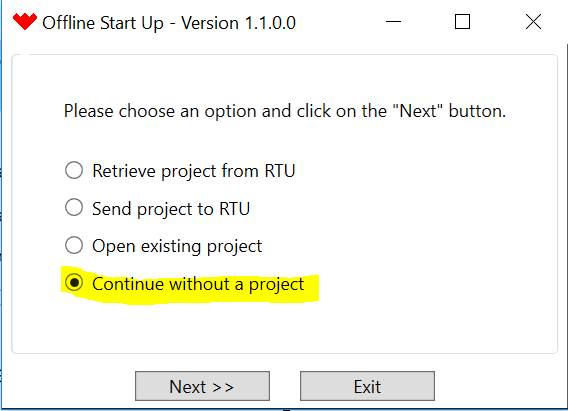 Offline Start Up - Version 1.1.0.0
Please choose an option and click on the "Next" button.
Retrieve project from RTU
Send project to RTU
Open existing project
Continue without a project
Next >>
Exit